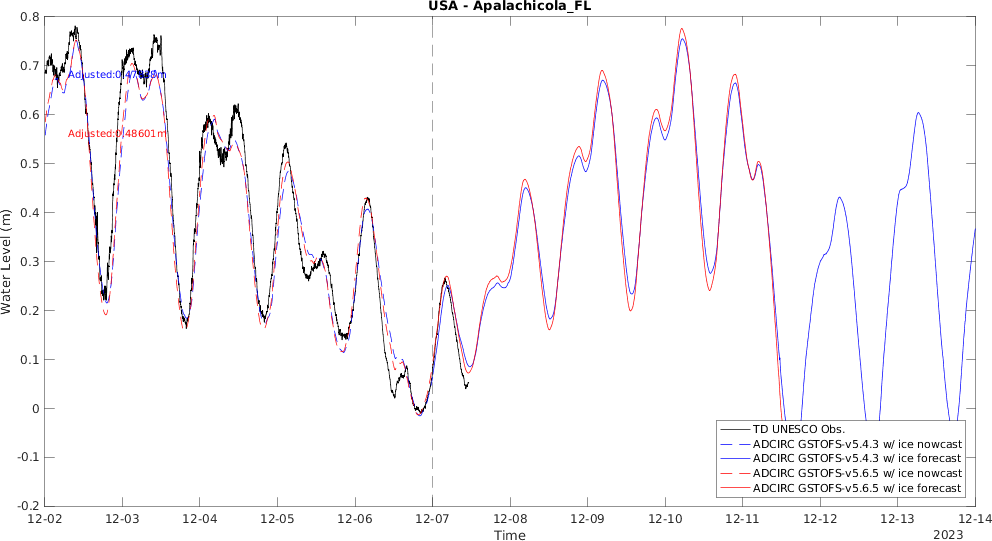 USA - Apalachicola_FL
0.8
0.7
0.6
0.5
0.4
0.3
0.2
0.1
0
-0.1
-0.2
Water Level (m)
Adjusted:0.48601m
TD UNESCO Obs.
ADCIRC GSTOFS-v5.4.3 w/ ice nowcast
ADCIRC GSTOFS-v5.4.3 w/ ice forecast
ADCIRC GSTOFS-v5.6.5 w/ ice nowcast
ADCIRC GSTOFS-v5.6.5 w/ ice forecast
12-02 12-03 12-04 12-05 12-06 12-07 12-08 12-09 12-10 12-11 12-12 12-13 12-14
Time
2023